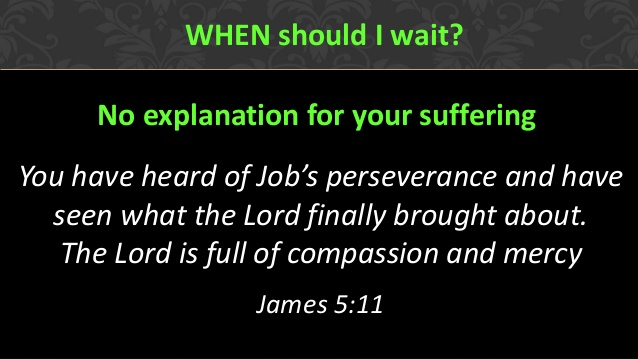 WHEN should I wait?
No explanation for your suffering
You have heard of Job’s perseverance and have
seen what the Lord finally brought about.
The Lord is full of compassion and mercy
James 5:11